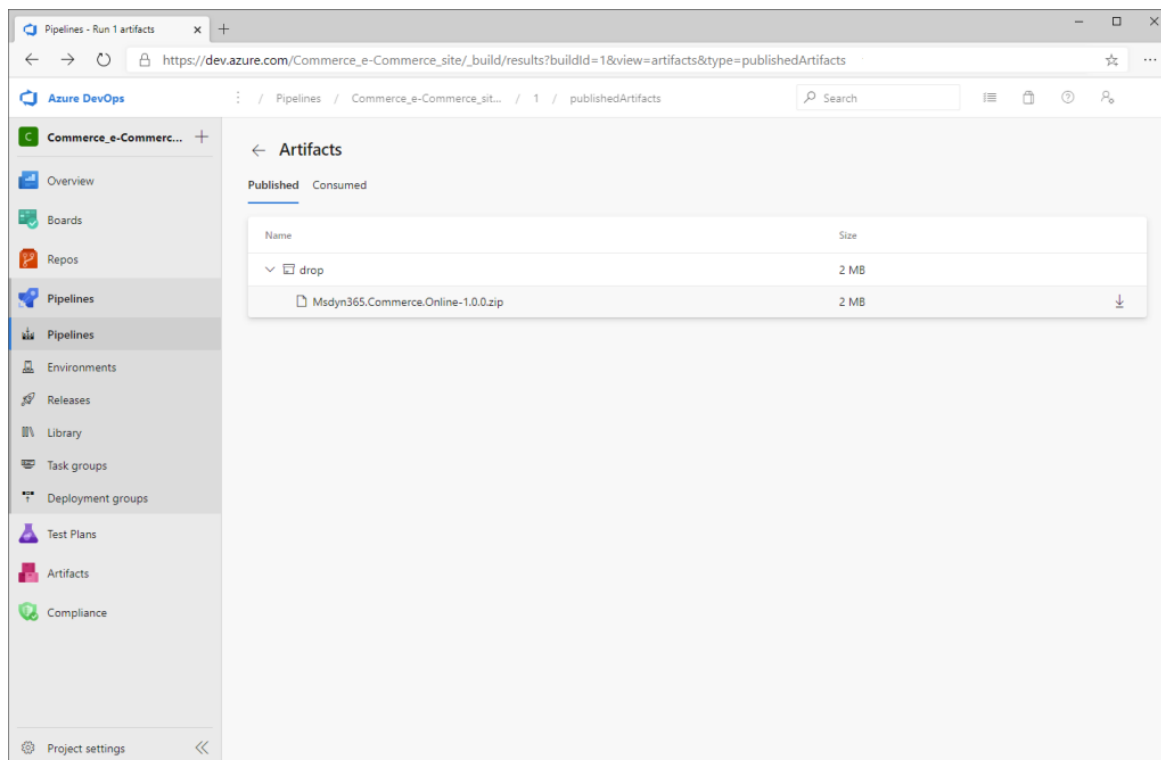 Pipelines - Run 1 artifacts
https://dev.azure.com/Commerce_e-Commerce_site/_build/results?buildId=1&view=artifacts&type=publishedArtifacts
Azure DevOps
/ Pipelines / Commerce_e-Commerce_sit... / 1 / publishedArtifacts
Search
C Commerce_e-Commerc...
Overview
Boards
Repos
Pipelines
Pipelines
Environments
Releases
Library
Task groups
Deployment groups
Test Plans
Artifacts
Compliance
Project settings
Artifacts
Published Consumed
Name Size
drop 2 MB
Msdyn365.Commerce.Online-1.0.0.zip 2 MB